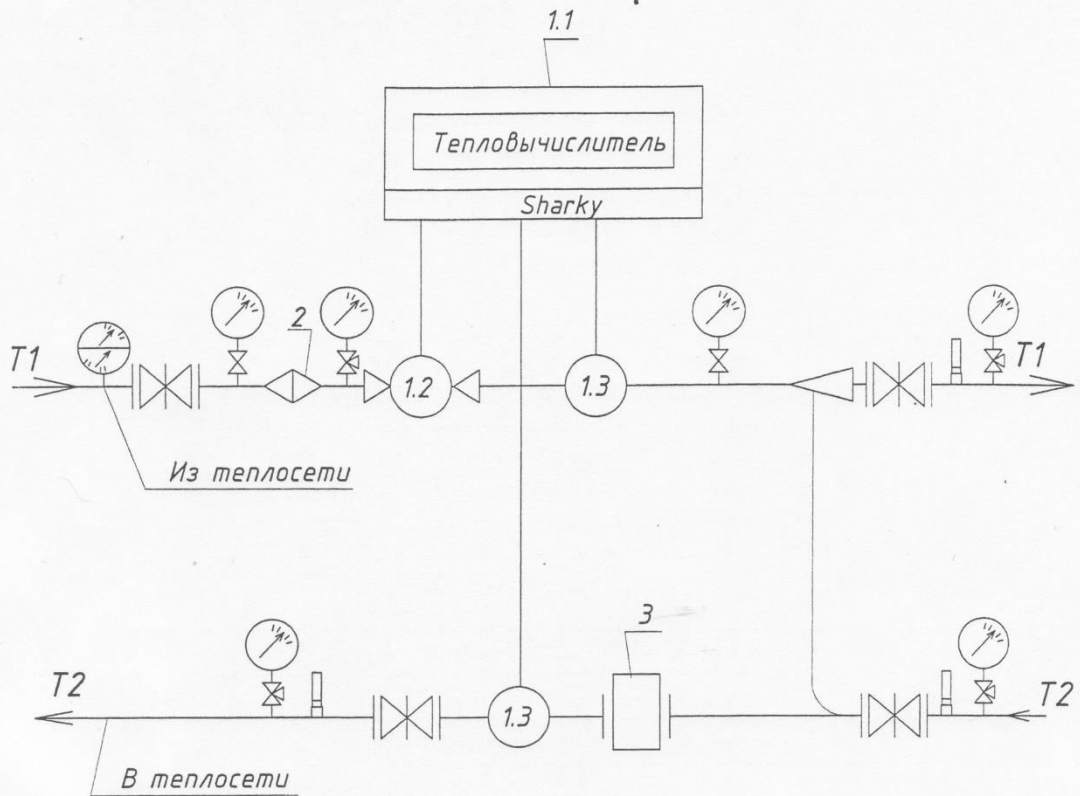 1.1
Тепловычислитель
Sharky
2
T1
1.2
1.3
T1
Из теплосети
3
T2
1.3
T2
В теплосети